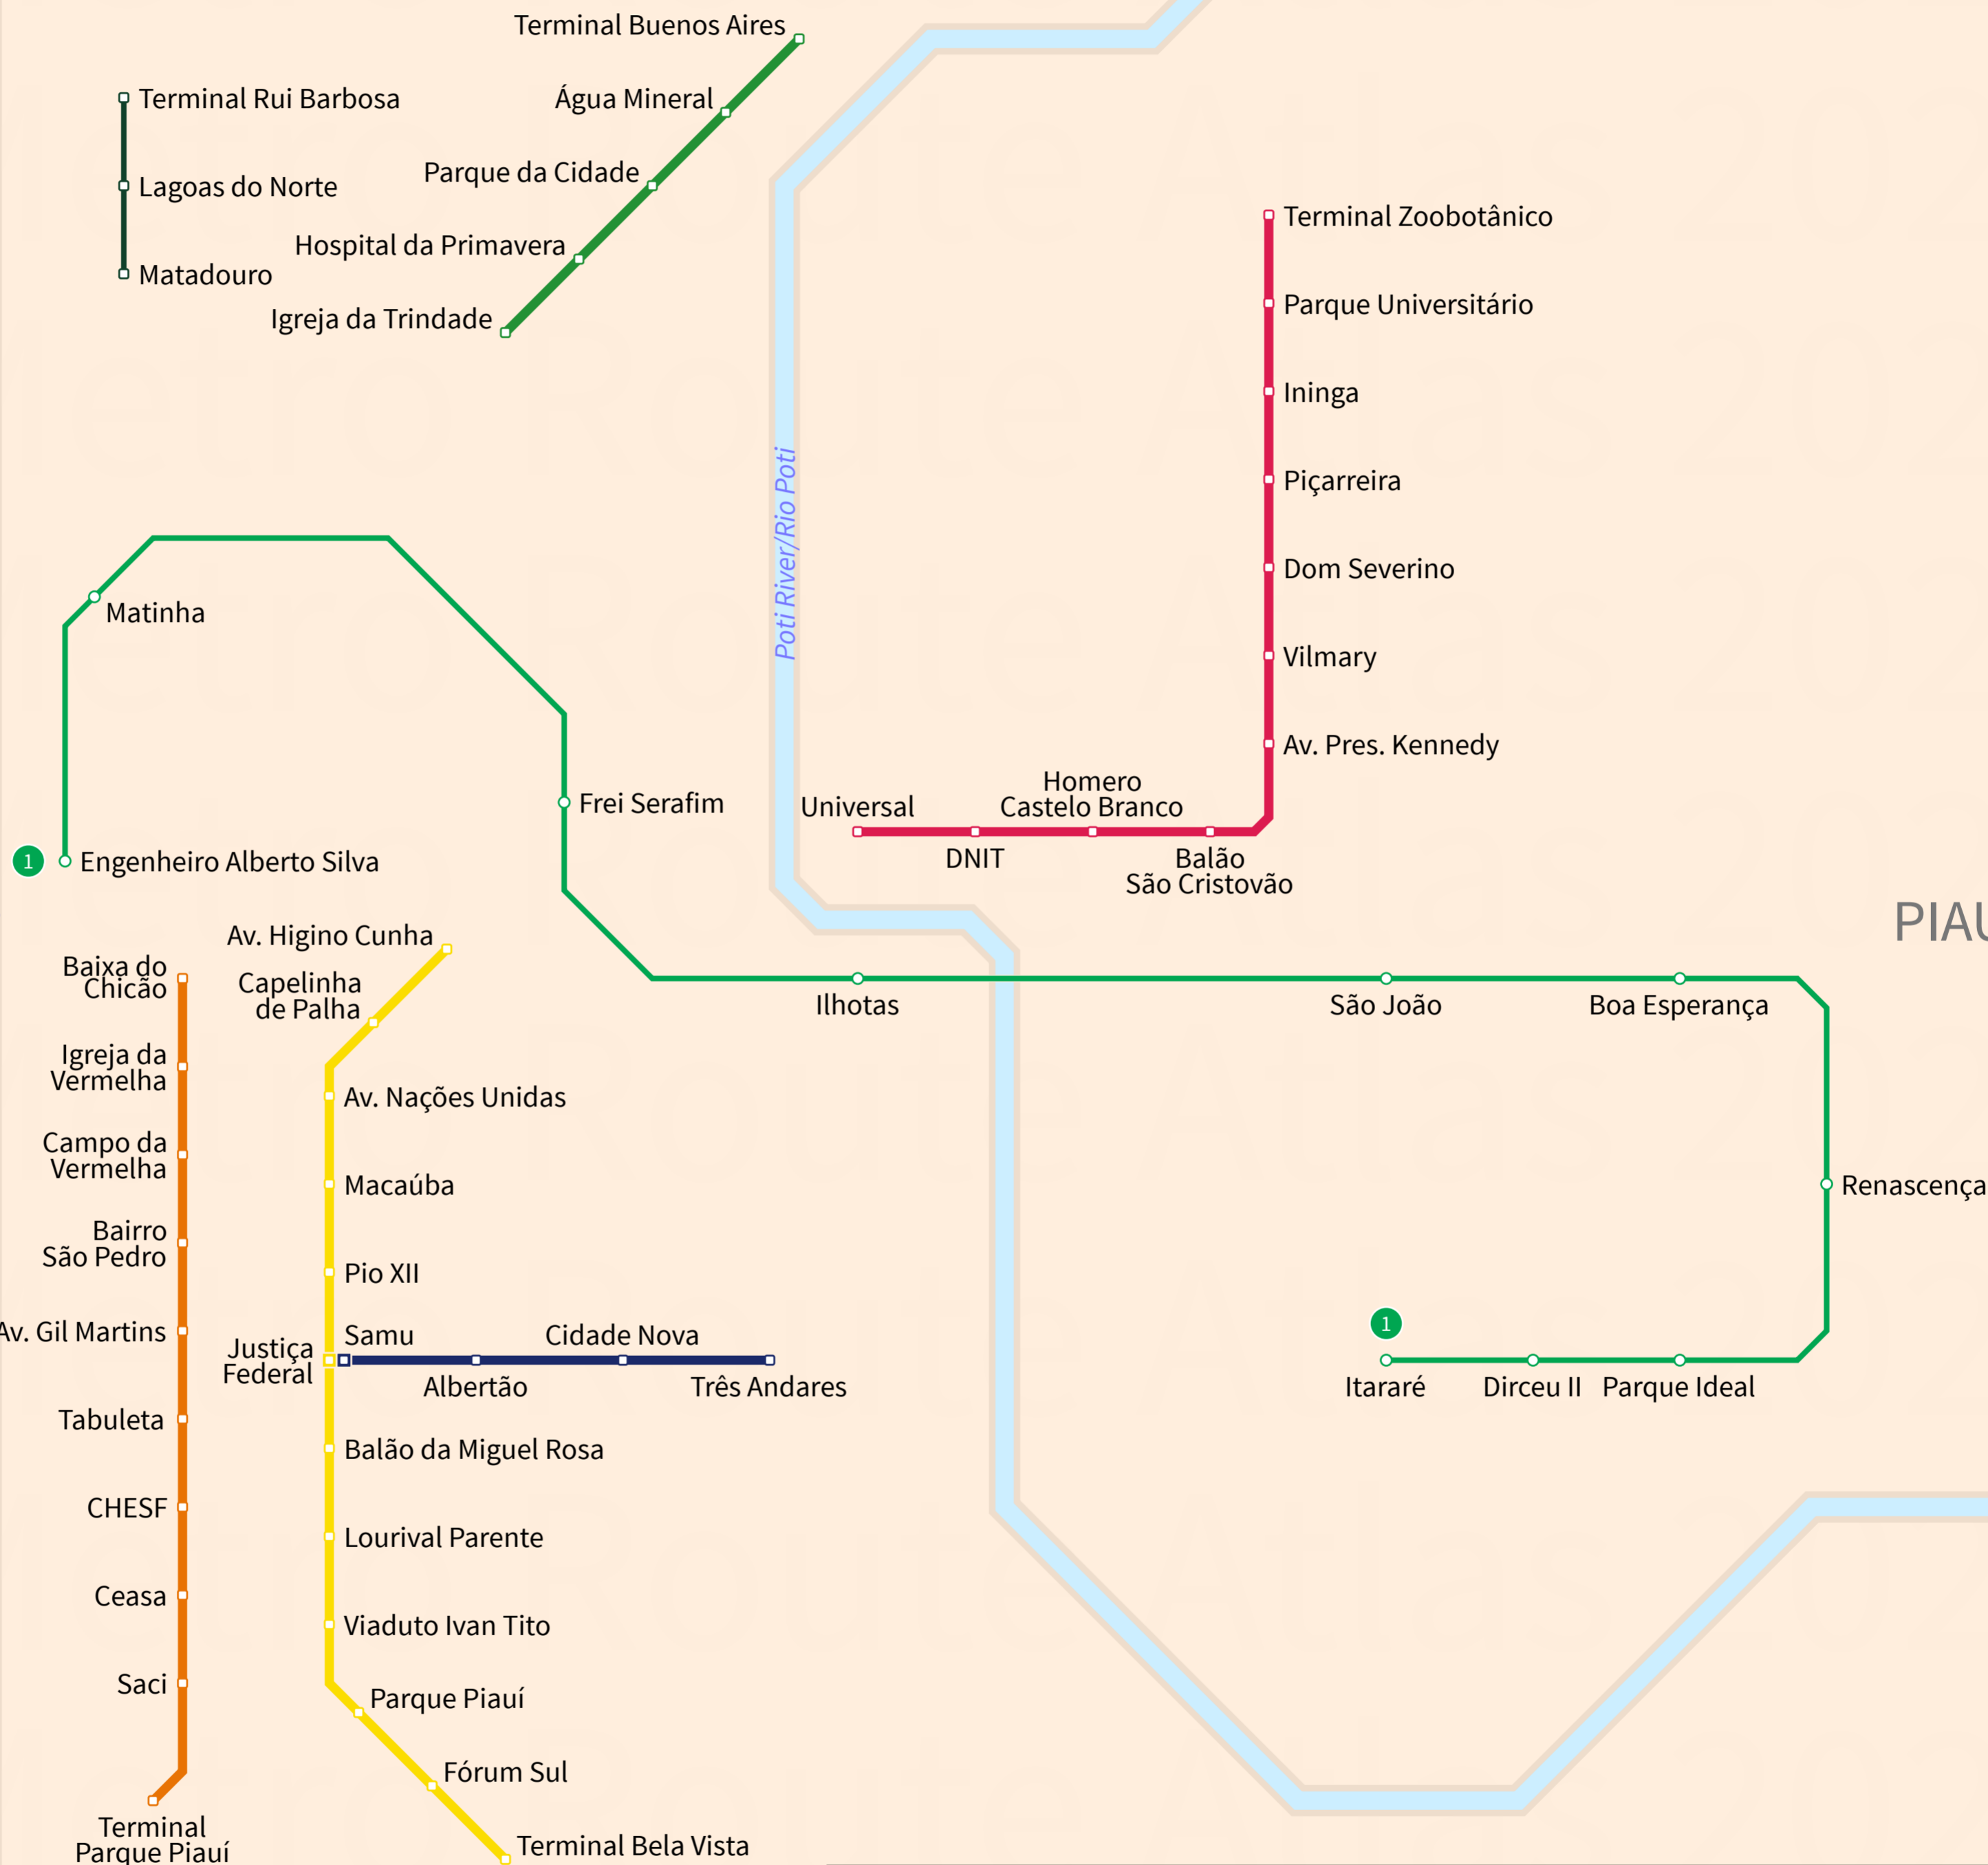 Terminal Buenos Aires
Água Mineral
Parque da Cidade
Hospital da Primavera
Igreja da Trindade
Terminal Rui Barbosa
Lagoas do Norte
Matadouro
Terminal Zoobotânico
Parque Universitário
Ininga
Piçarreira
Dom Severino
Vilmary
Av. Pres. Kennedy
Homero
Castelo Branco
Universal
DNIT
Balão
São Cristovão
Poti River/Rio Poti
Matinha
Frei Serafim
1
Engenheiro Alberto Silva
Ilhotas
São João
Boa Esperança
Renascença
1
Itararé
Dirceu II
Parque Ideal
PIAU
Av. Higino Cunha
Capelinha
de Palha
Av. Nações Unidas
Macaúba
Pio XII
Justiça
Federal
Samu
Albertão
Cidade Nova
Três Andares
Balão da Miguel Rosa
Lourival Parente
Viaduto Ivan Tito
Parque Piauí
Fórum Sul
Terminal Bela Vista
Baixa do
Chicão
Igreja da
Vermelha
Campo da
Vermelha
Bairro
São Pedro
Av. Gil Martins
Tabuleta
CHESF
Ceasa
Saci
Terminal
Parque Piauí